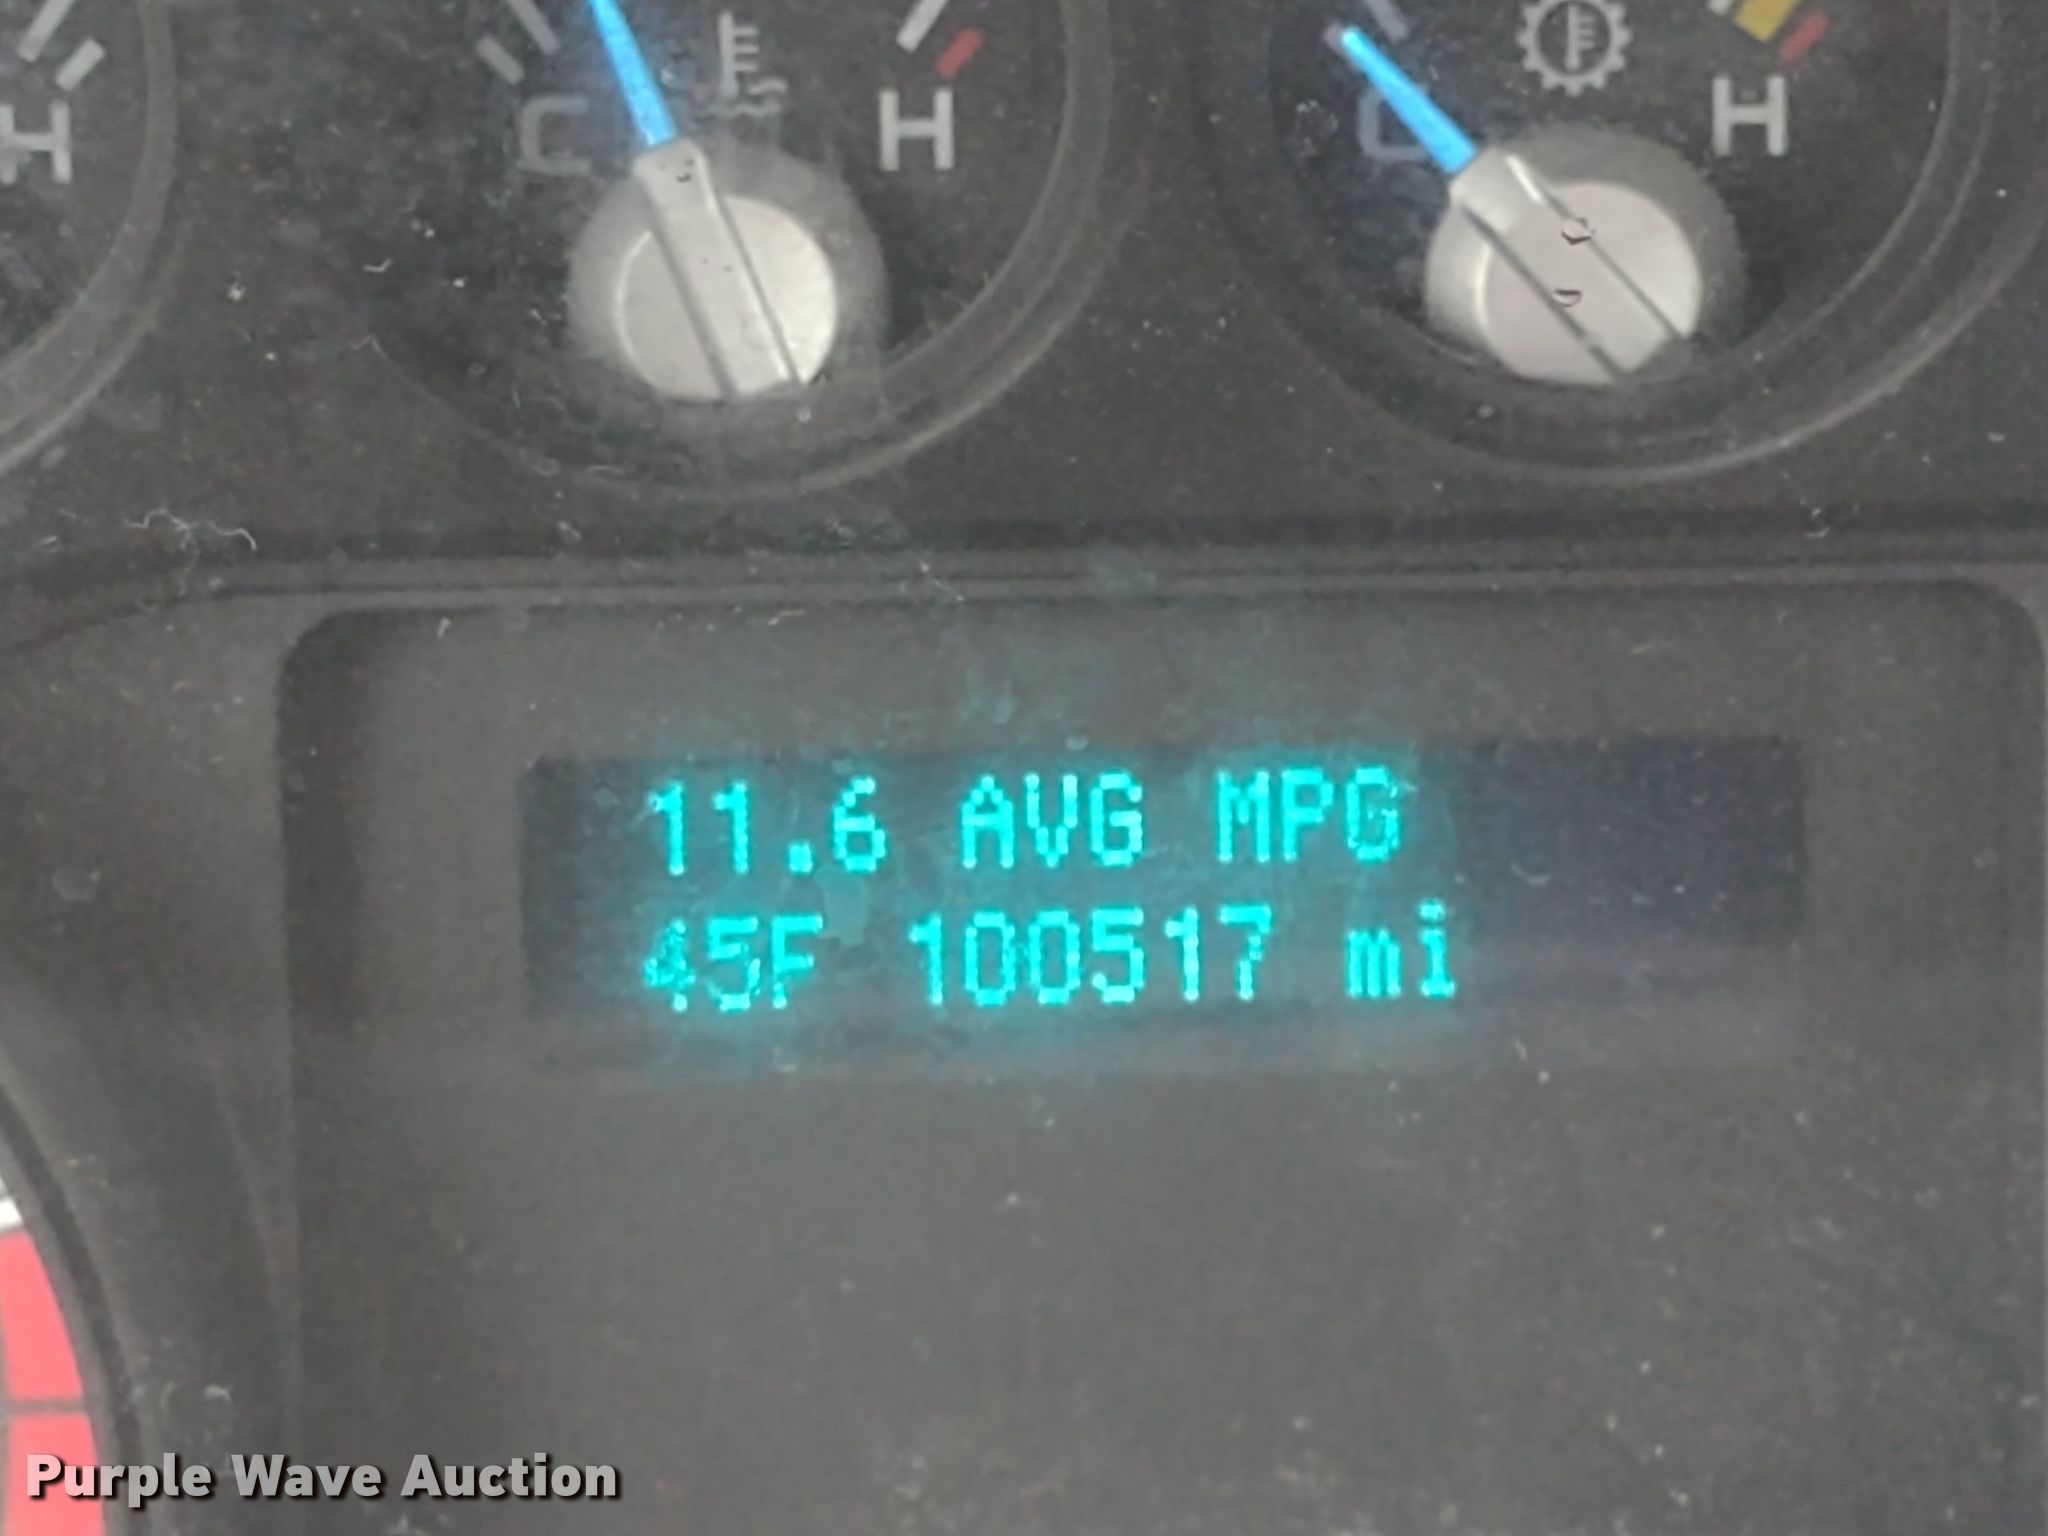 H
C H
C H
11.6 AVG MPG
45F 100517 mi
Purple Wave Auction